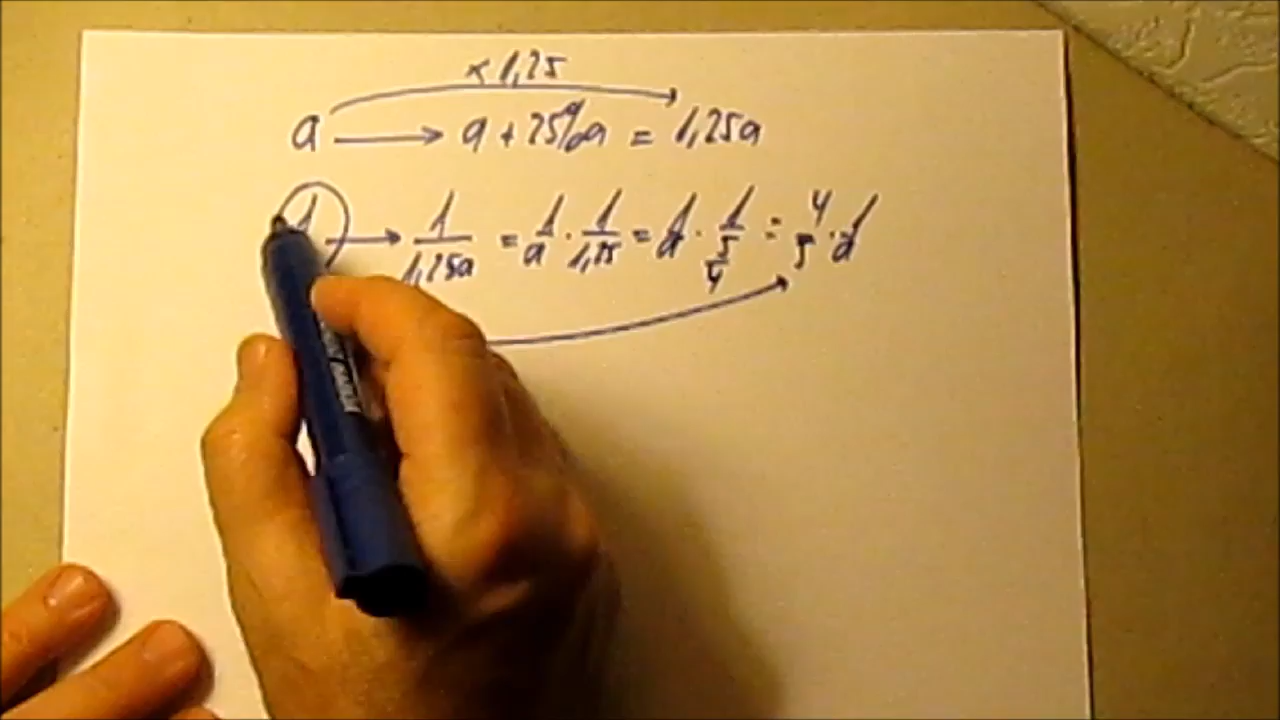 × 1,25
a → a + 25% a = 1,25a
1 → 1/1,25a = 1/a · 1/1,25 = 1/a · 1/(5/4) = 4/5 · 1/a